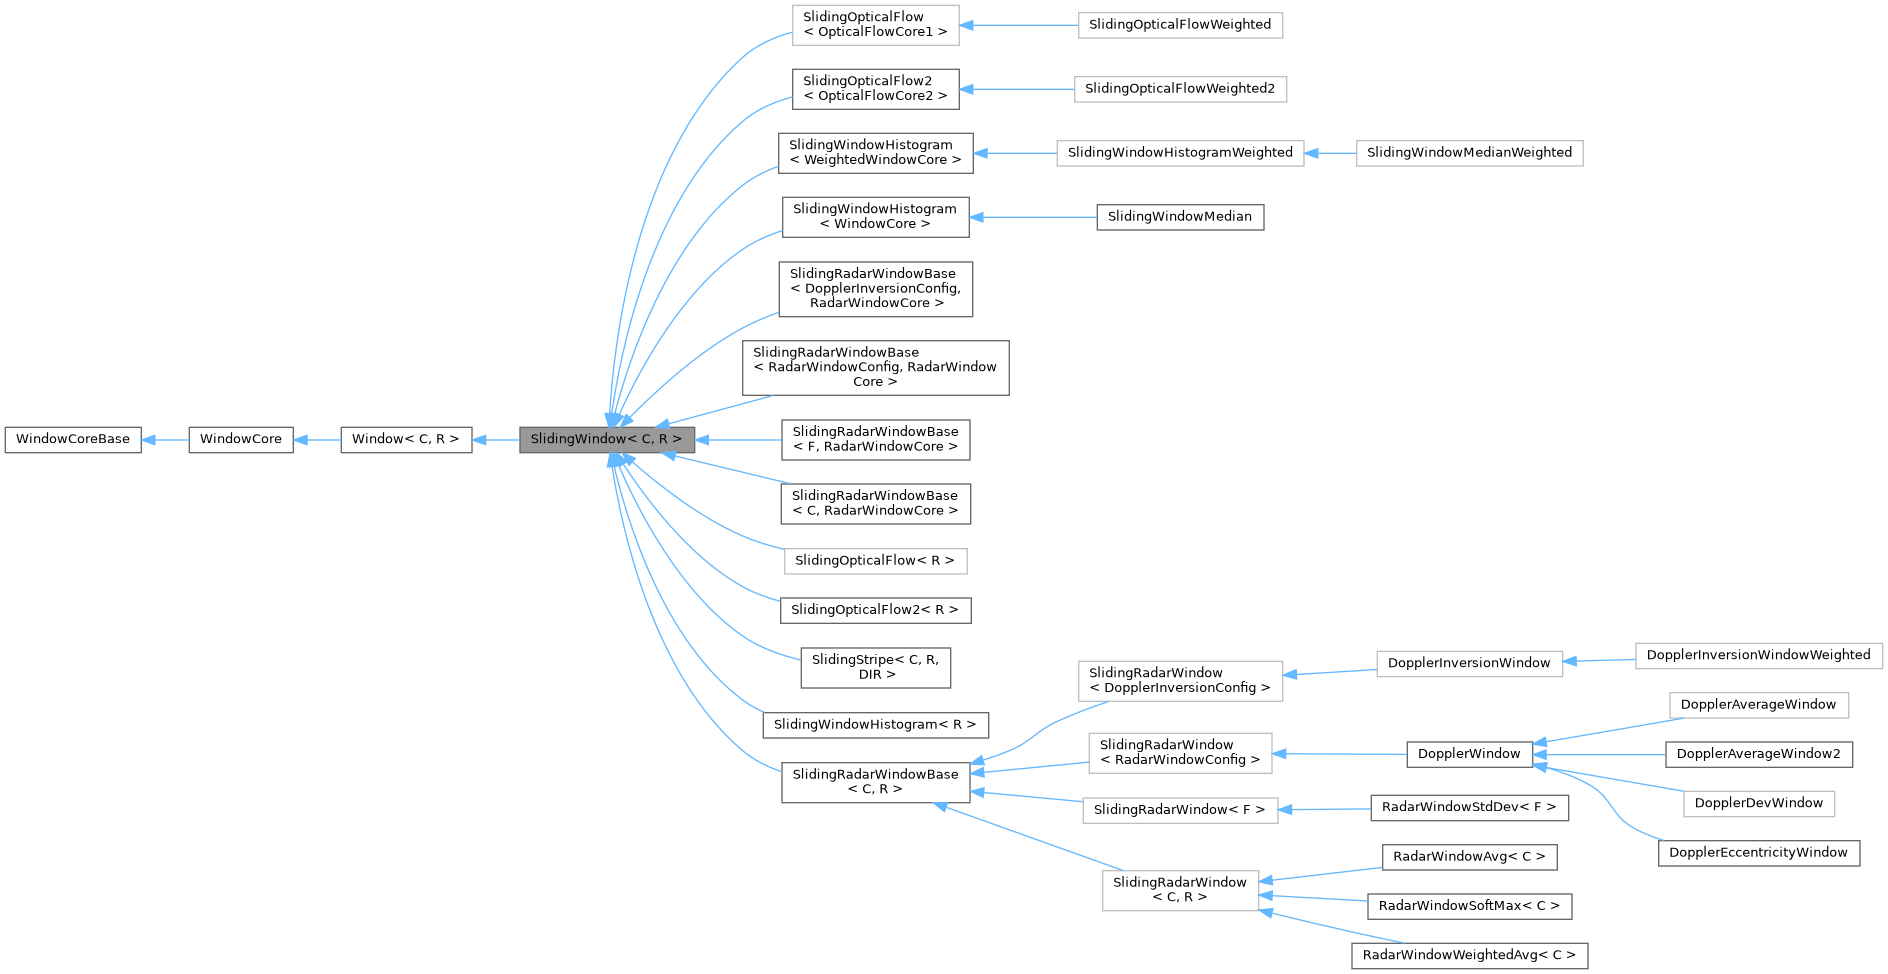 SlidingOpticalFlow
< OpticalFlowCore1 >
SlidingOpticalFlowWeighted
SlidingOpticalFlow2
< OpticalFlowCore2 >
SlidingOpticalFlowWeighted2
SlidingWindowHistogram
< WeightedWindowCore >
SlidingWindowHistogramWeighted
SlidingWindowMedianWeighted
SlidingWindowHistogram
< WindowCore >
SlidingWindowMedian
SlidingRadarWindowBase
< DopplerInversionConfig,
RadarWindowCore >
SlidingRadarWindowBase
< RadarWindowConfig, RadarWindow
Core >
WindowCoreBase
WindowCore
Window< C, R >
SlidingWindow< C, R >
SlidingRadarWindowBase
< F, RadarWindowCore >
SlidingRadarWindowBase
< C, RadarWindowCore >
SlidingOpticalFlow< R >
SlidingOpticalFlow2< R >
SlidingStripe< C, R,
DIR >
SlidingWindowHistogram< R >
SlidingRadarWindowBase
< C, R >
SlidingRadarWindow
< DopplerInversionConfig >
DopplerInversionWindow
DopplerInversionWindowWeighted
SlidingRadarWindow
< RadarWindowConfig >
DopplerWindow
DopplerAverageWindow
DopplerAverageWindow2
DopplerDevWindow
DopplerEccentricityWindow
SlidingRadarWindow< F >
RadarWindowStdDev< F >
SlidingRadarWindow
< C, R >
RadarWindowAvg< C >
RadarWindowSoftMax< C >
RadarWindowWeightedAvg< C >